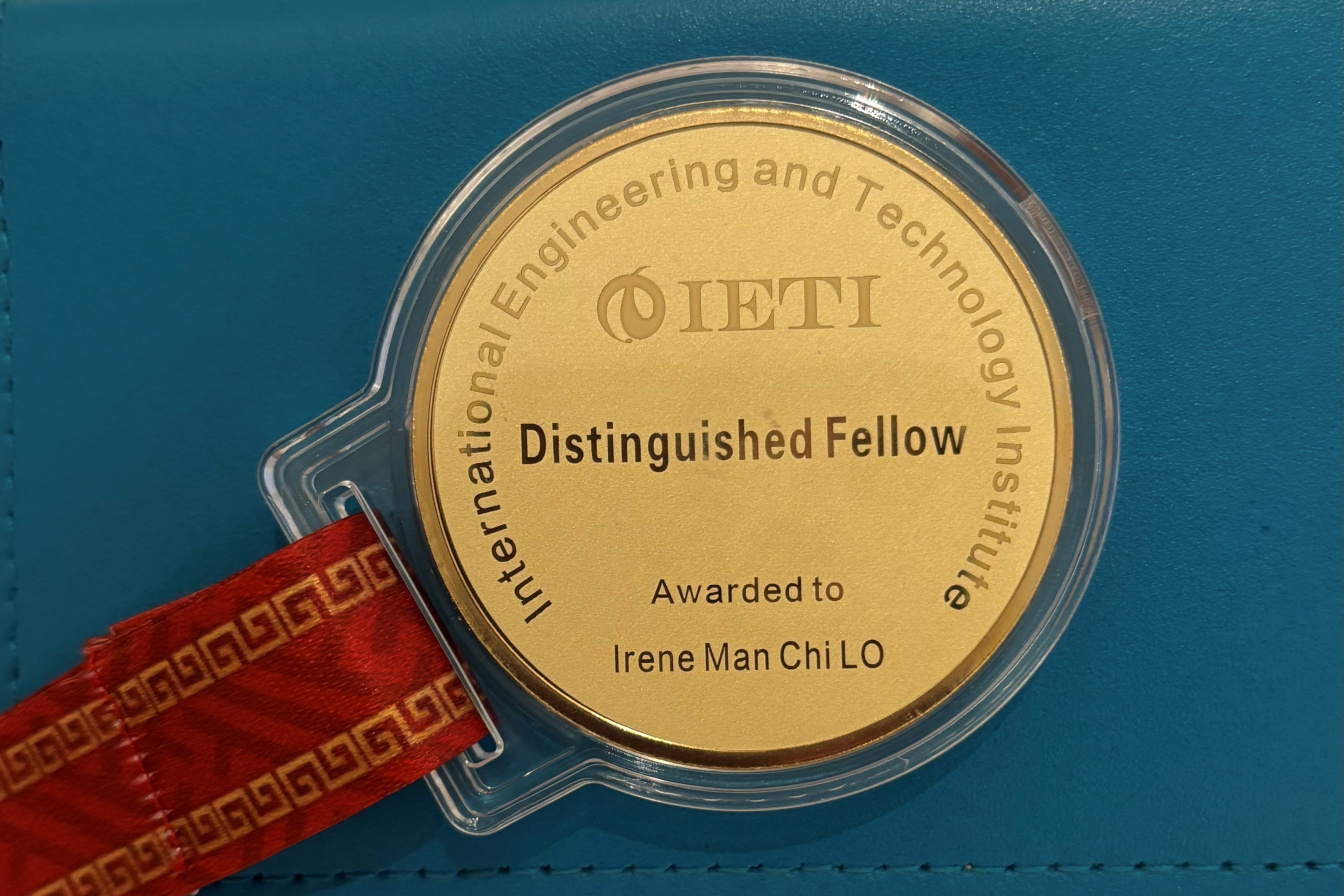 International Engineering and Technology Institute
IETI
Distinguished Fellow
Awarded to
Irene Man Chi LO